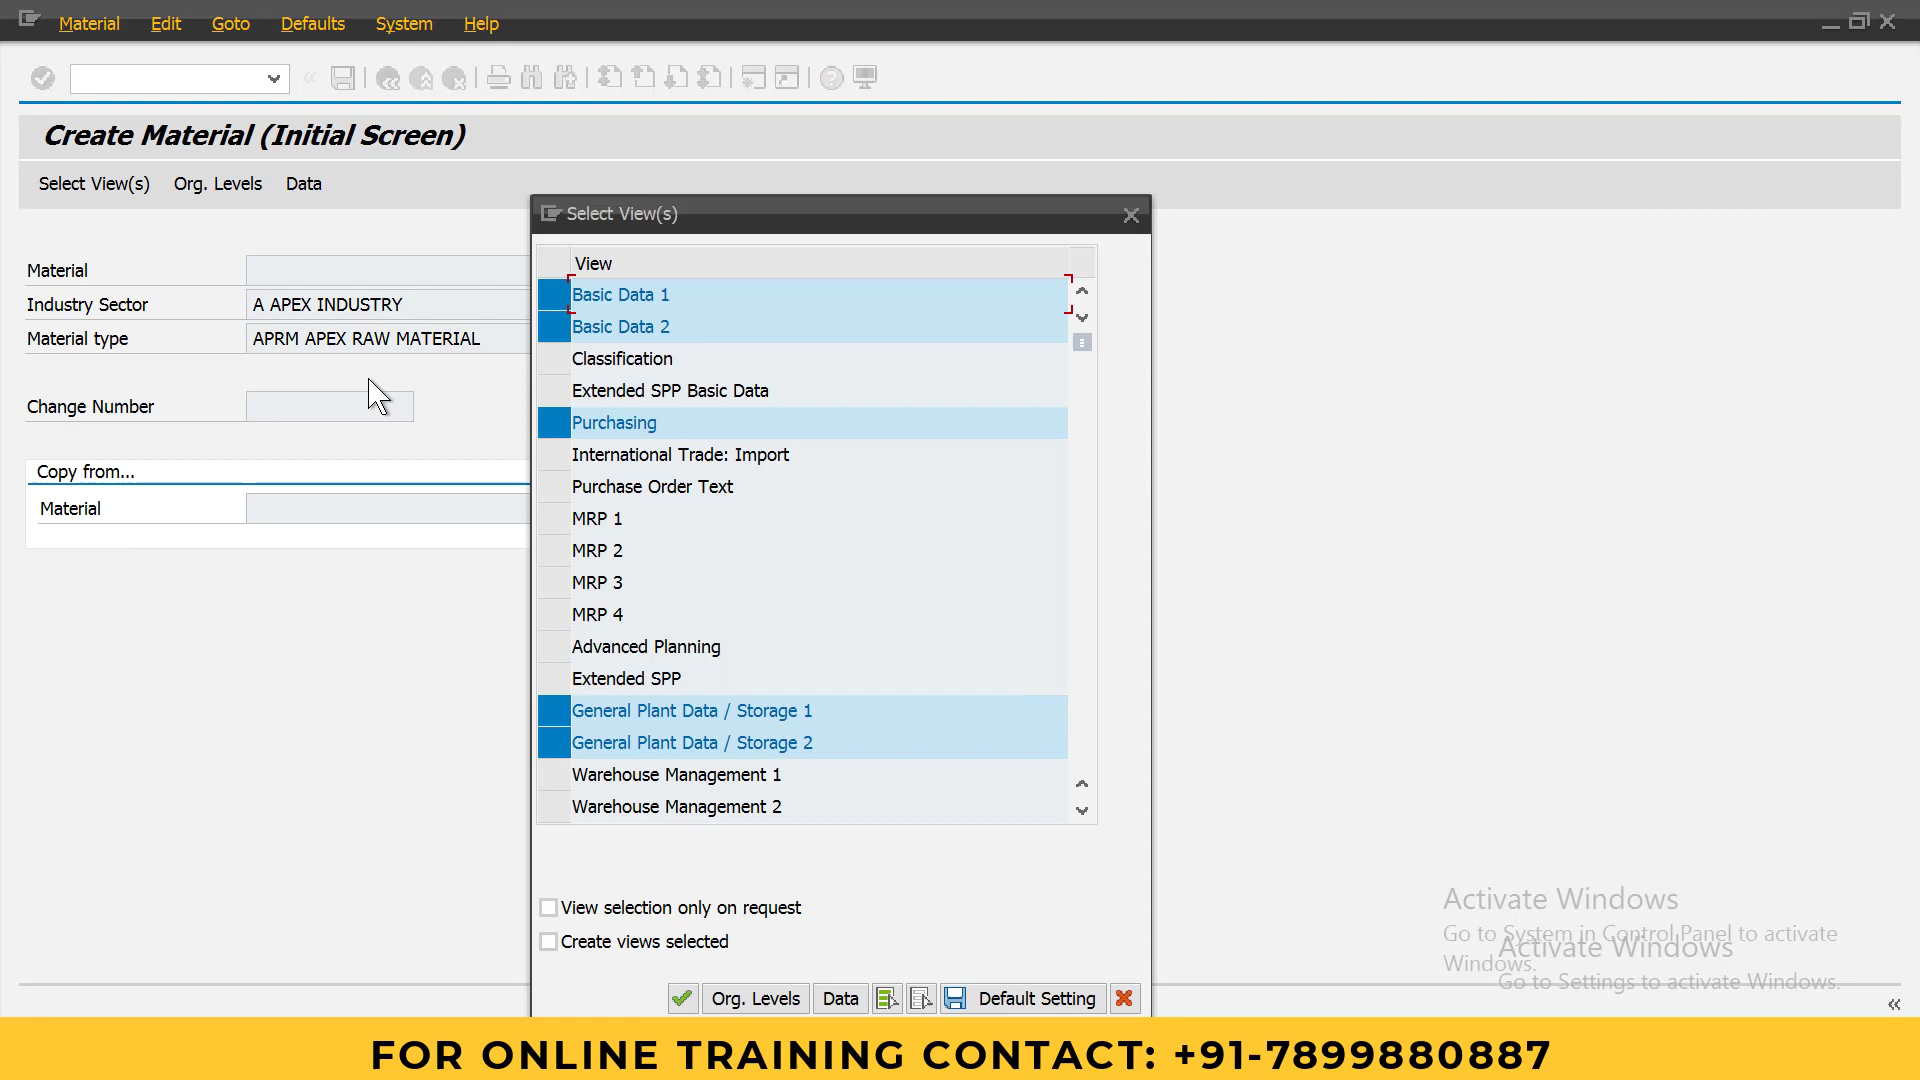 Material Edit Goto Defaults System Help
Create Material (Initial Screen)
Select View(s) Org. Levels Data
Select View(s)
Material
Industry Sector A APEX INDUSTRY
Material type APRM APEX RAW MATERIAL
Change Number
Copy from...
Material
View
Basic Data 1
Basic Data 2
Classification
Extended SPP Basic Data
Purchasing
International Trade: Import
Purchase Order Text
MRP 1
MRP 2
MRP 3
MRP 4
Advanced Planning
Extended SPP
General Plant Data / Storage 1
General Plant Data / Storage 2
Warehouse Management 1
Warehouse Management 2
View selection only on request
Create views selected
Org. Levels Data Default Setting
Activate Windows
Go to System in Control Panel to activate
Windows.
Activate Windows
Go to Settings to activate Windows.
FOR ONLINE TRAINING CONTACT: +91-7899880887